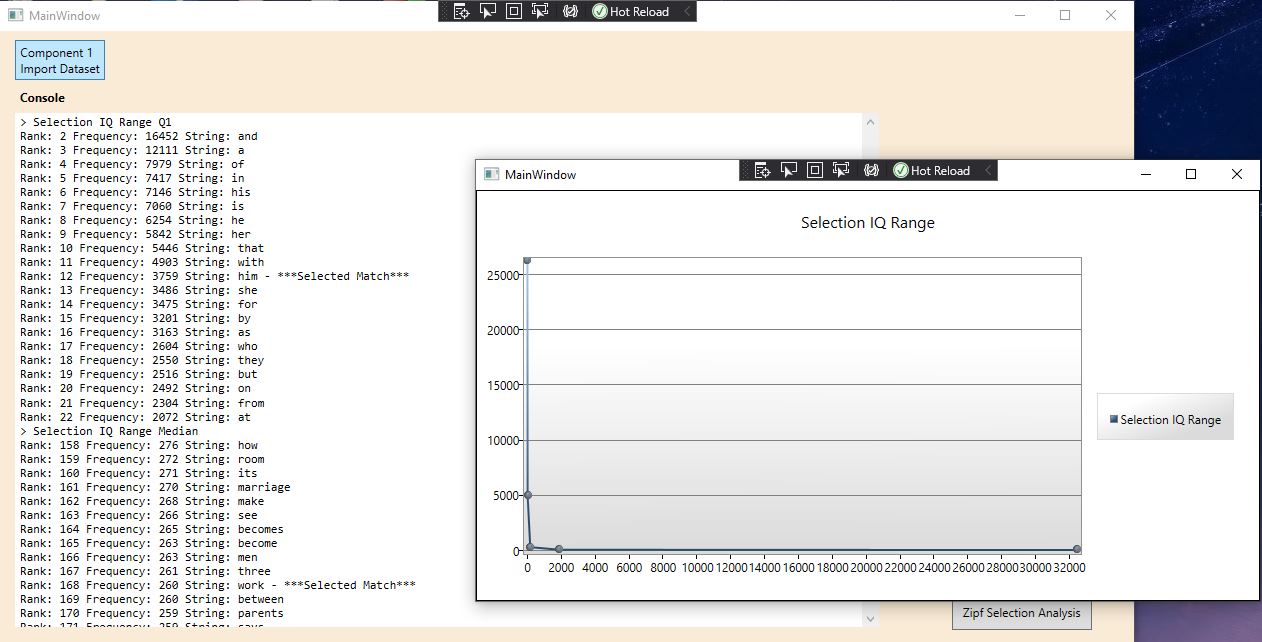 MainWindow
Hot Reload
Component 1
Import Dataset
Console
> Selection IQ Range Q1
Rank: 2 Frequency: 16452 String: and
Rank: 3 Frequency: 12111 String: a
Rank: 4 Frequency: 7979 String: of
Rank: 5 Frequency: 7417 String: in
Rank: 6 Frequency: 7146 String: his
Rank: 7 Frequency: 7060 String: is
Rank: 8 Frequency: 6254 String: he
Rank: 9 Frequency: 5842 String: her
Rank: 10 Frequency: 5446 String: that
Rank: 11 Frequency: 4903 String: with
Rank: 12 Frequency: 3759 String: him - ***Selected Match***
Rank: 13 Frequency: 3486 String: she
Rank: 14 Frequency: 3475 String: for
Rank: 15 Frequency: 3201 String: by
Rank: 16 Frequency: 3163 String: as
Rank: 17 Frequency: 2604 String: who
Rank: 18 Frequency: 2550 String: they
Rank: 19 Frequency: 2516 String: but
Rank: 20 Frequency: 2492 String: on
Rank: 21 Frequency: 2304 String: from
Rank: 22 Frequency: 2072 String: at
> Selection IQ Range Median
Rank: 158 Frequency: 276 String: how
Rank: 159 Frequency: 272 String: room
Rank: 160 Frequency: 271 String: its
Rank: 161 Frequency: 270 String: marriage
Rank: 162 Frequency: 268 String: make
Rank: 163 Frequency: 266 String: see
Rank: 164 Frequency: 265 String: becomes
Rank: 165 Frequency: 263 String: become
Rank: 166 Frequency: 263 String: men
Rank: 167 Frequency: 261 String: three
Rank: 168 Frequency: 260 String: work - ***Selected Match***
Rank: 169 Frequency: 260 String: between
Rank: 170 Frequency: 259 String: parents
Rank: 171 Frequency: 259 String: says
MainWindow
Hot Reload
Selection IQ Range
25000
20000
15000
10000
5000
0
0 2000 4000 6000 8000 10000 12000 14000 16000 18000 20000 22000 24000 26000 28000 30000 32000
Selection IQ Range
Zipf Selection Analysis